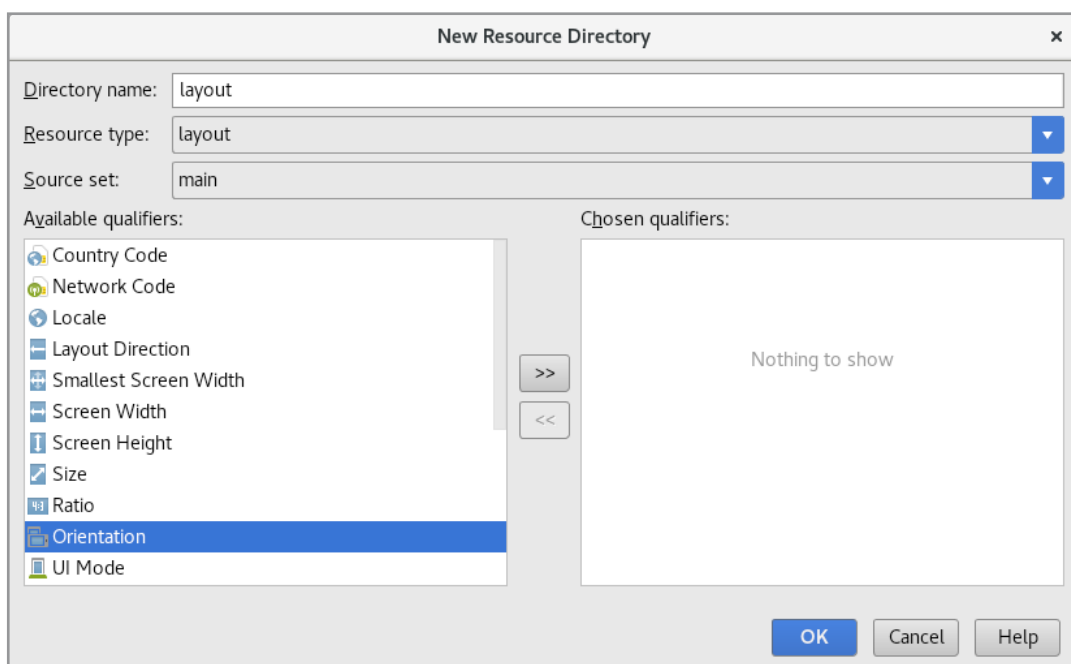 New Resource Directory ×
Directory name: layout
Resource type: layout
Source set: main
Available qualifiers:
Chosen qualifiers:
Country Code
Network Code
Locale
Layout Direction
Smallest Screen Width
Screen Width
Screen Height
Size
Ratio
Orientation
UI Mode
>>
<<
Nothing to show
OK Cancel Help